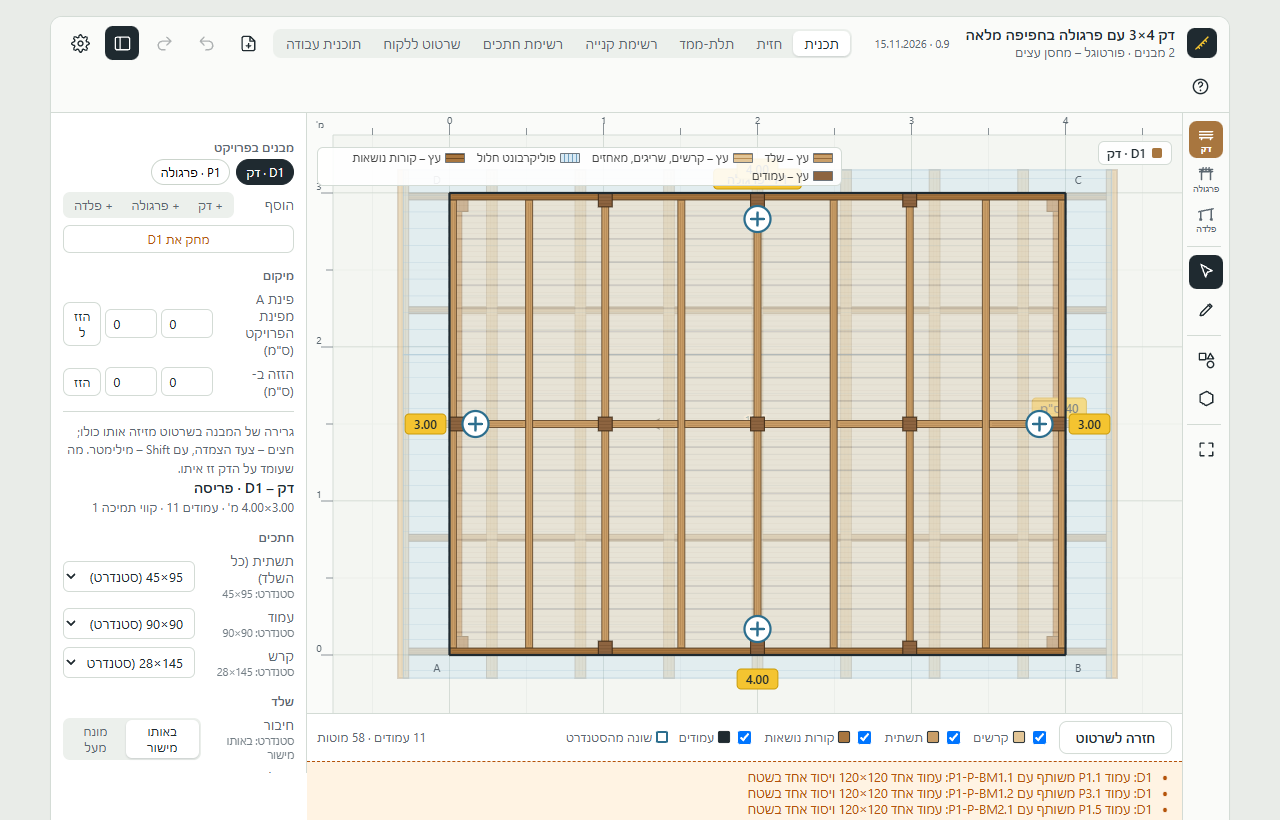 דק 4×3 עם פרגולה בחפיפה מלאה
2 מבנים · פורטוגל – מחסן עצים
0.9 · 15.11.2026
תכנית
חזית
תלת-ממד
רשימת קנייה
רשימת חתכים
שרטוט ללקוח
תוכנית עבודה
דק
פרגולה
פלדה
מ'
0
1
2
3
4
D1 · דק
עץ – שלד
עץ – קרשים, שריגים, מאחזים
פוליקרבונט חלול
עץ – קורות נושאות
עץ – עמודים
3
2
1
0
D
C
A
B
3.00
3.00
4.00
40 ס"מ
מבנים בפרויקט
D1 · דק
P1 · פרגולה
הוסף
+ דק
+ פרגולה
+ פלדה
מחק את D1
מיקום
פינת A מפינת הפרויקט (ס"מ)
0
0
הזז ל
הזזה ב- (ס"מ)
0
0
הזז
גרירה של המבנה בשרטוט מזיזה אותו כולו;
חצים – צעד הצמדה, עם Shift – מילימטר. מה
שעומד על הדק זז איתו.
דק – D1 · פריסה
4.00×3.00 מ' · עמודים 11 · קווי תמיכה 1
חתכים
תשתית (כל השלד)
סטנדרט: 45×95
45×95 (סטנדרט)
עמוד
סטנדרט: 90×90
90×90 (סטנדרט)
קרש
סטנדרט: 28×145
28×145 (סטנדרט
שלד
חיבור
סטנדרט: באותו מישור
באותו מישור
מונח מעל
חזרה לשרטוט
קרשים
תשתית
קורות נושאות
עמודים
שונה מהסטנדרט
11 עמודים · 58 מוטות
D1: עמוד P1.1 משותף עם P1-P-BM1.1: עמוד אחד 120×120 ויסוד אחד בשטח
D1: עמוד P3.1 משותף עם P1-P-BM1.2: עמוד אחד 120×120 ויסוד אחד בשטח
D1: עמוד P1.5 משותף עם P1-P-BM2.1: עמוד אחד 120×120 ויסוד אחד בשטח